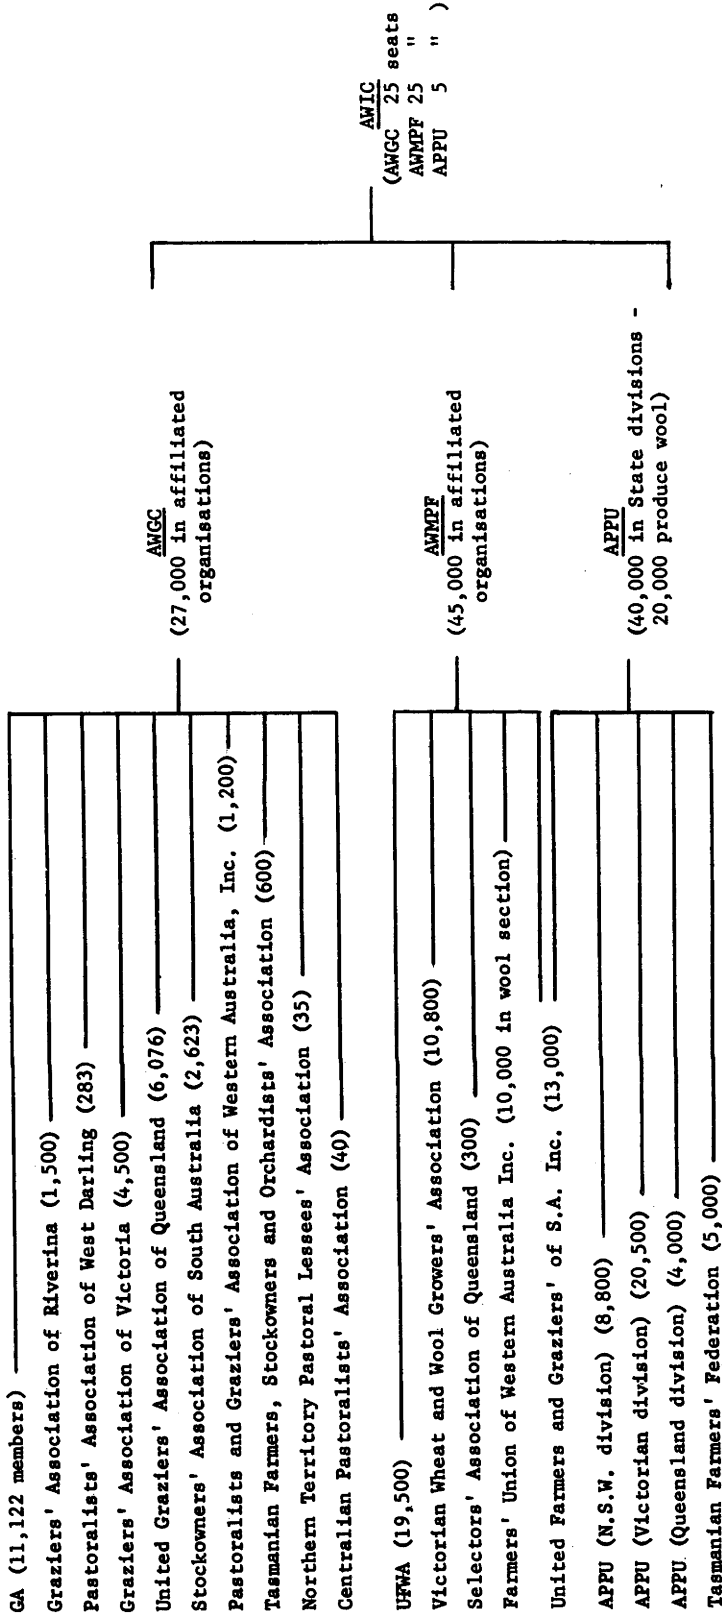 GA (11,122 members)
Graziers' Association of Riverina (1,500)
Pastoralists' Association of West Darling (283)
Graziers' Association of Victoria (4,500)
United Graziers' Association of Queensland (6,076)
Stockowners' Association of South Australia (2,623)
Pastoralists and Graziers' Association of Western Australia, Inc. (1,200)
Tasmanian Farmers, Stockowners and Orchardists' Association (600)
Northern Territory Pastoral Lessees' Association (35)
Centralian Pastoralists' Association (40)
AWGC
(27,000 in affiliated
organisations)
UFWA (19,500)
Victorian Wheat and Wool Growers' Association (10,800)
Selectors' Association of Queensland (300)
Farmers' Union of Western Australia Inc. (10,000 in wool section)
United Farmers and Graziers' of S.A. Inc. (13,000)
AWMPF
(45,000 in affiliated
organisations)
APPU (N.S.W. division) (8,800)
APPU (Victorian division) (20,500)
APPU (Queensland division) (4,000)
Tasmanian Farmers' Federation (5,000)
APPU
(40,000 in State divisions -
20,000 produce wool)
AWIC
(AWGC 25 seats
AWMPF 25 "
APPU 5 " )